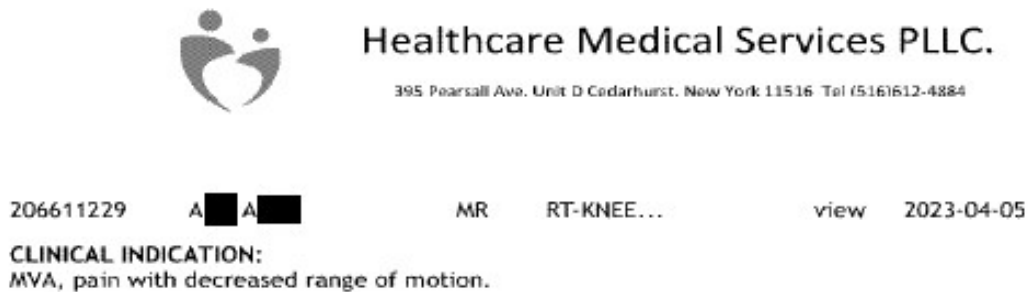 Healthcare Medical Services PLLC.
395 Pearsall Ave. Unit D Cedarhurst. New York 11516 Tel (516)612-4884
206611229 A A MR RT-KNEE... view 2023-04-05
CLINICAL INDICATION:
MVA, pain with decreased range of motion.